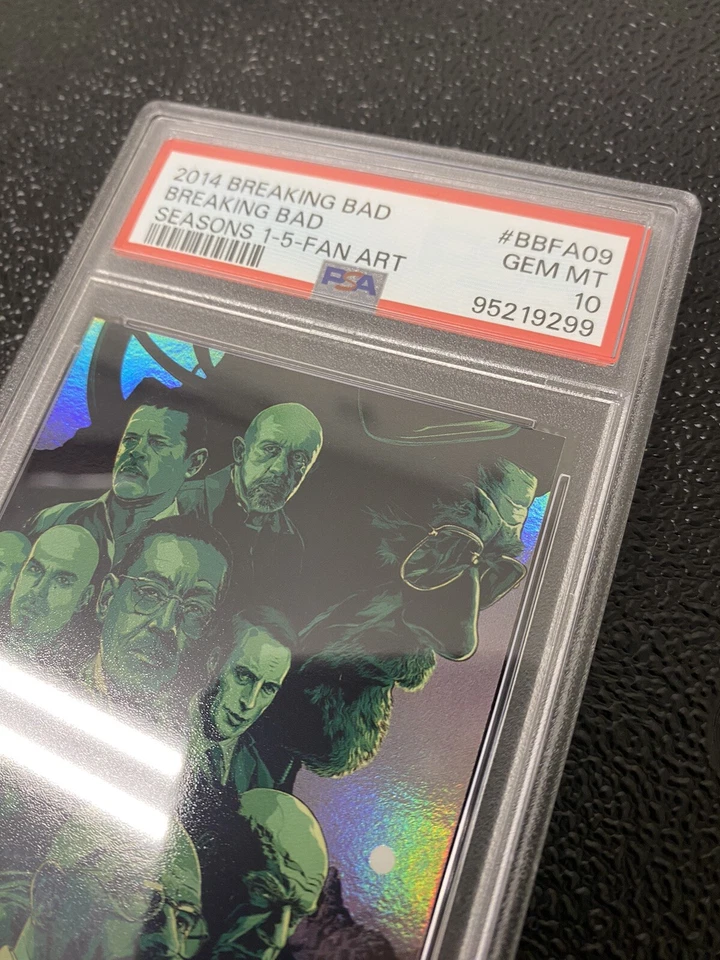 2014 BREAKING BAD #BBFA09
BREAKING BAD GEM MT
SEASONS 1-5-FAN ART 10
PSA 95219299